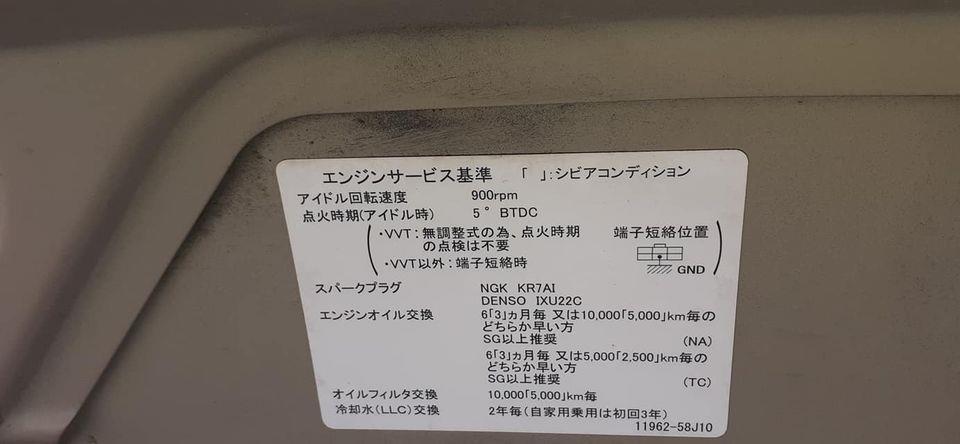 エンジンサービス基準 「 」:シビアコンディション
アイドル回転速度 900rpm
点火時期(アイドル時) 5° BTDC
・VVT:無調整式の為、点火時期の点検は不要
・VVT以外:端子短絡時
端子短絡位置
GND
スパークプラグ NGK KR7AI
DENSO IXU22C
エンジンオイル交換 6「3」ヵ月毎 又は10,000「5,000」km毎の
どちらか早い方
SG以上推奨 (NA)
6「3」ヵ月毎 又は5,000「2,500」km毎の
どちらか早い方
SG以上推奨 (TC)
オイルフィルタ交換 10,000「5,000」km毎
冷却水(LLC)交換 2年毎(自家用乗用は初回3年)
11962-58J10